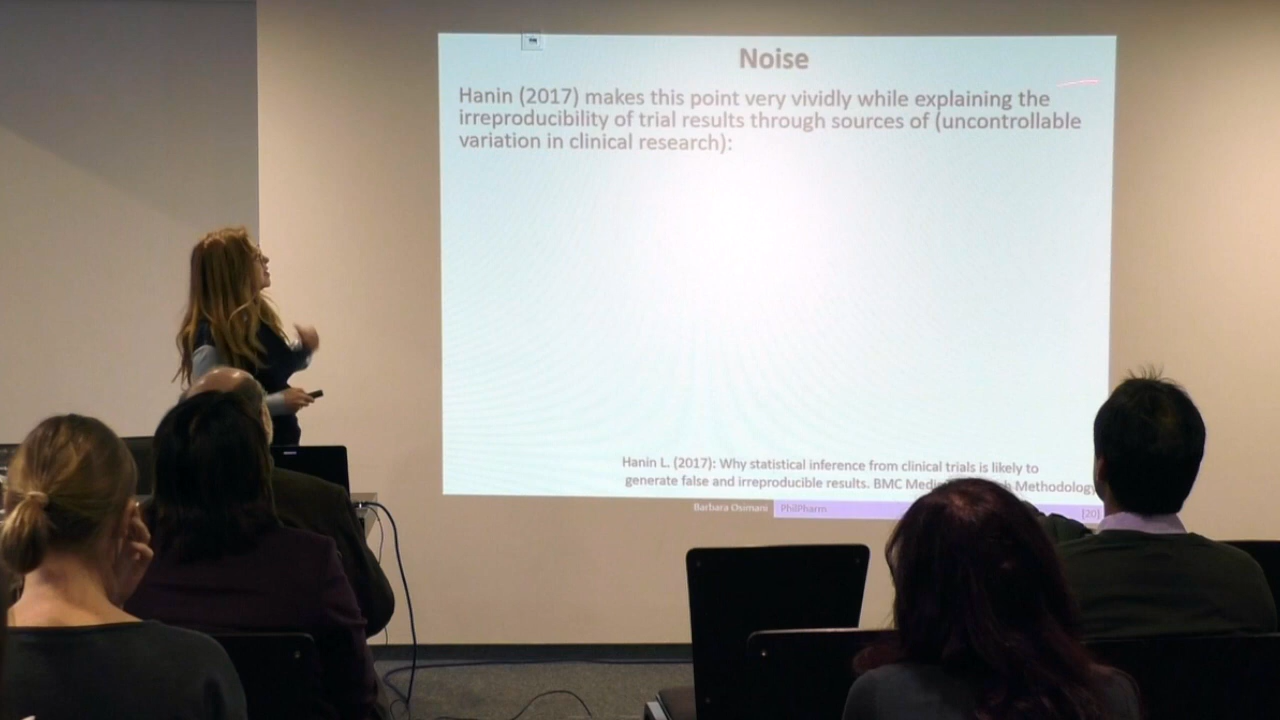 Noise
Hanin (2017) makes this point very vividly while explaining the
irreproducibility of trial results through sources of (uncontrollable
variation in clinical research):
Hanin L. (2017): Why statistical inference from clinical trials is likely to
generate false and irreproducible results. BMC Methodology
Barbara Osimani PhilPharm [20]